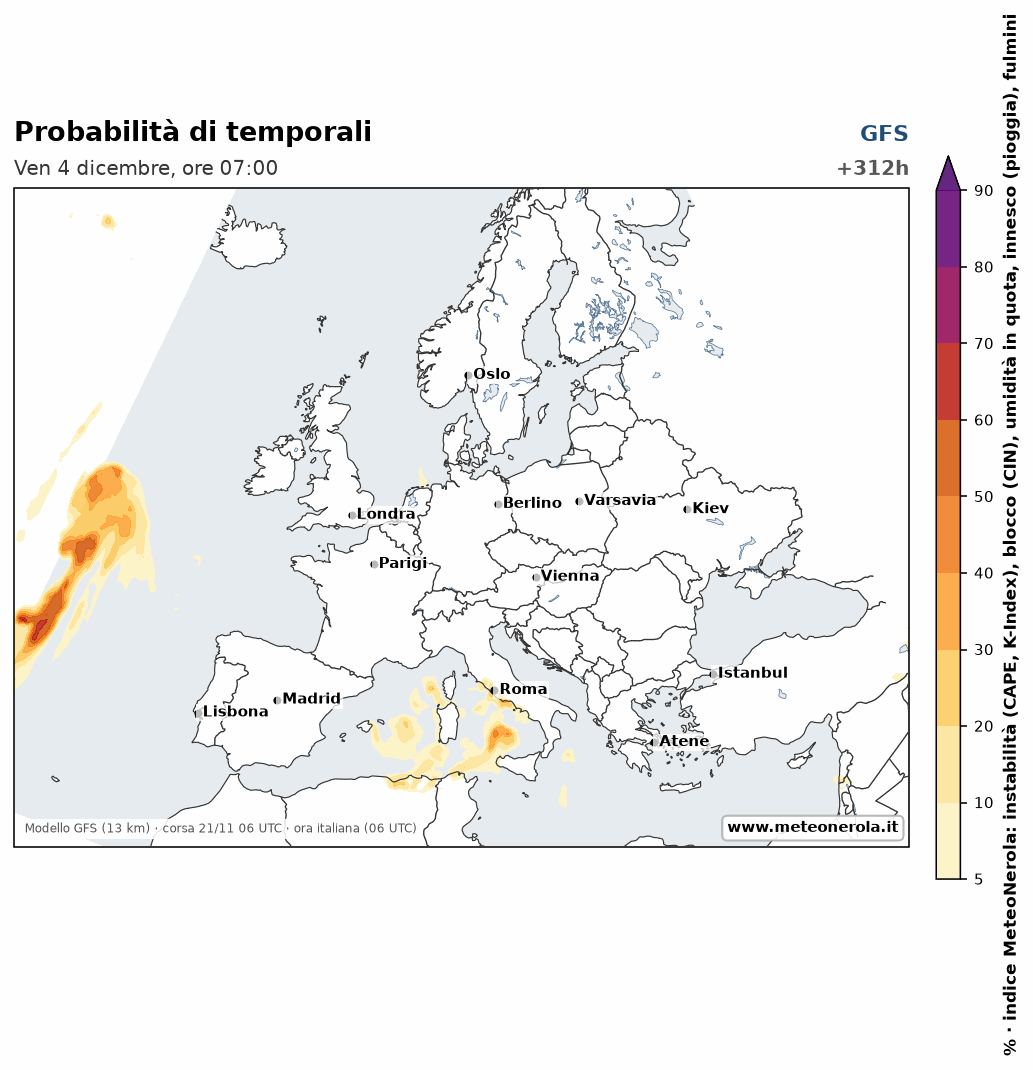 Probabilità di temporali
GFS
Ven 4 dicembre, ore 07:00
+312h
Oslo
Londra
Berlino
Varsavia
Kiev
Parigi
Vienna
Madrid
Lisbona
Roma
Istanbul
Atene
Modello GFS (13 km) · corsa 21/11 06 UTC · ora italiana (06 UTC)
www.meteonerola.it
90
80
70
60
50
40
30
20
10
5
% · indice MeteoNerola: instabilità (CAPE, K-Index), blocco (CIN), umidità in quota, innesco (pioggia), fulmini